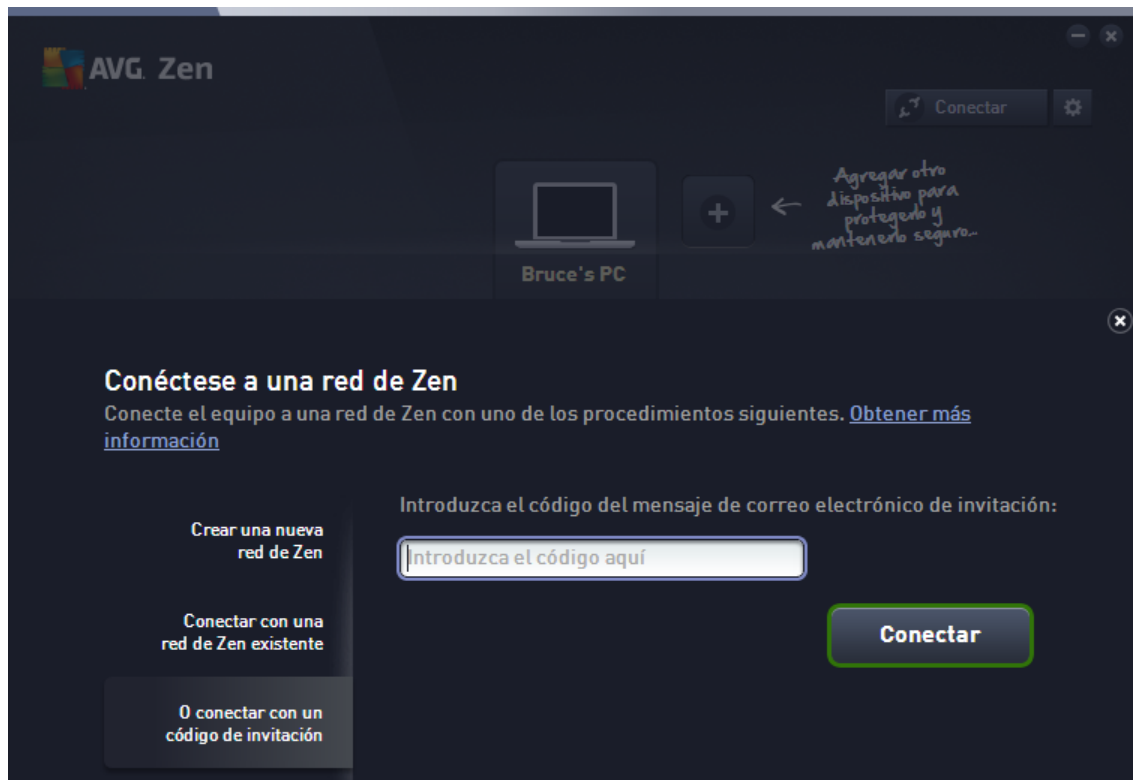 AVG. Zen
Conectar
Agregar otro
dispositivo para
protegerlo y
mantenerlo seguro...
Bruce's PC
Conéctese a una red de Zen
Conecte el equipo a una red de Zen con uno de los procedimientos siguientes. Obtener más
información
Crear una nueva
red de Zen
Conectar con una
red de Zen existente
O conectar con un
código de invitación
Introduzca el código del mensaje de correo electrónico de invitación:
Introduzca el código aquí
Conectar